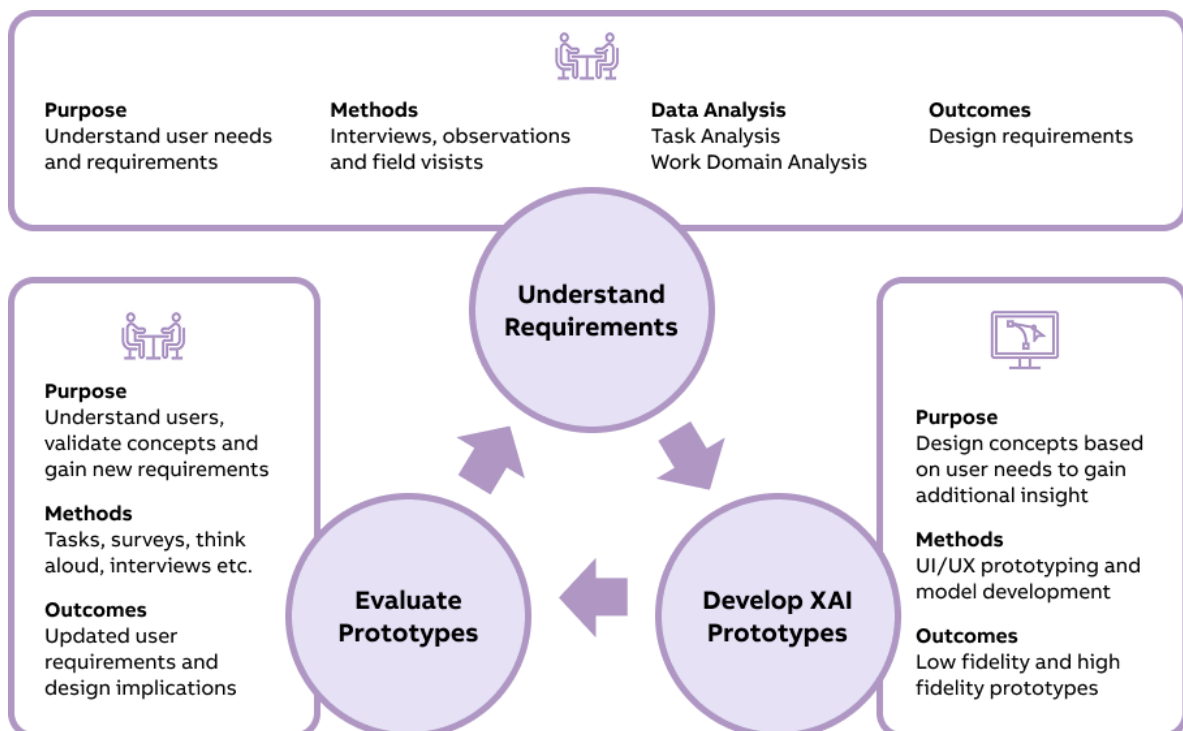 Purpose
Understand user needs
and requirements
Methods
Interviews, observations
and field visists
Data Analysis
Task Analysis
Work Domain Analysis
Outcomes
Design requirements
Understand
Requirements
Purpose
Understand users,
validate concepts and
gain new requirements
Methods
Tasks, surveys, think
aloud, interviews etc.
Outcomes
Updated user
requirements and
design implications
Evaluate
Prototypes
Develop XAI
Prototypes
Purpose
Design concepts based
on user needs to gain
additional insight
Methods
UI/UX prototyping and
model development
Outcomes
Low fidelity and high
fidelity prototypes